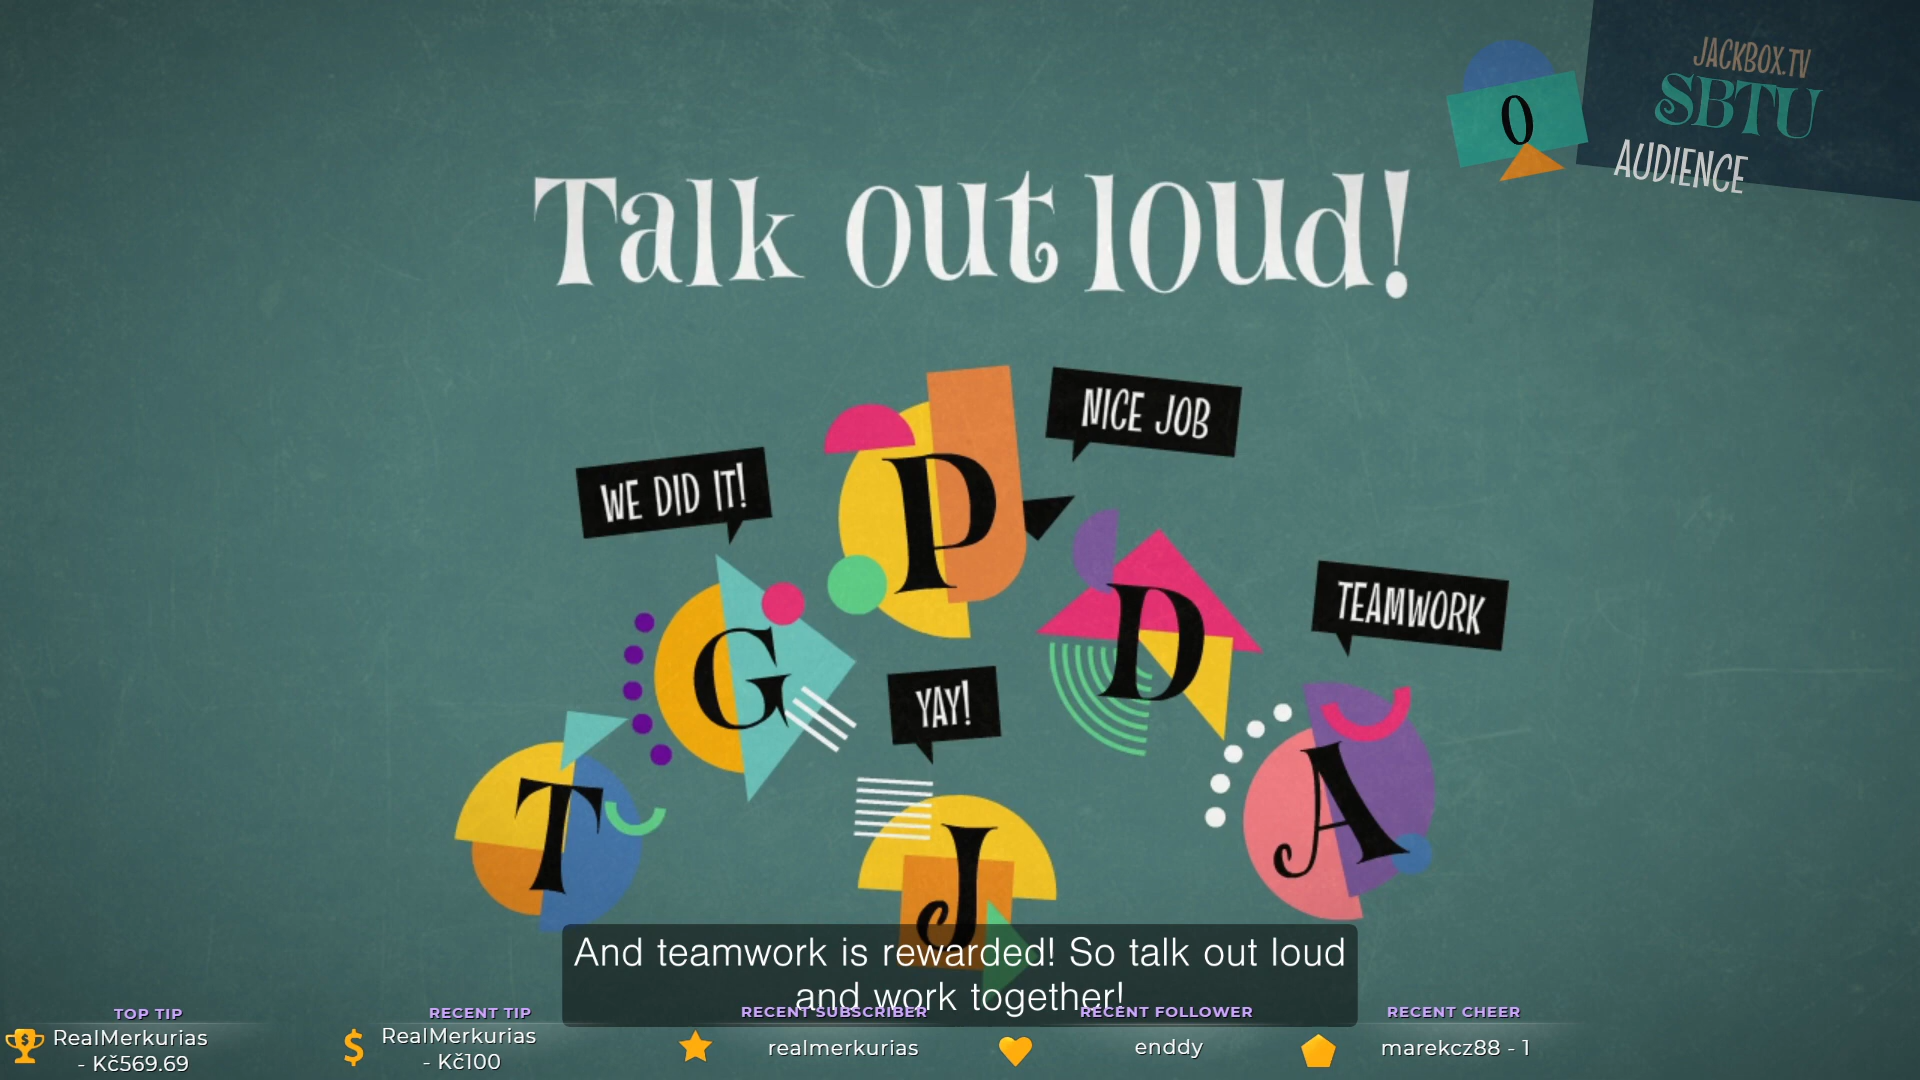 JACKBOX.TV
SBTU
0
AUDIENCE
Talk out loud!
NICE JOB
WE DID IT!
P
TEAMWORK
D
G
YAY!
T
A
J
And teamwork is rewarded! So talk out loud
and work together!
TOP TIP
RealMerkurias
- Kč569.69
RECENT TIP
RealMerkurias
- Kč100
RECENT SUBSCRIBER
realmerkurias
RECENT FOLLOWER
enddy
RECENT CHEER
marekcz88 - 1